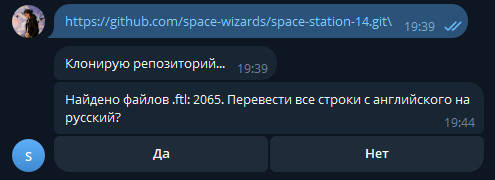 https://github.com/space-wizards/space-station-14.git\
19:39
Клонирую репозиторий...
19:39
Найдено файлов .ftl: 2065. Перевести все строки с английского на
русский?
19:44
S
Да
Нет